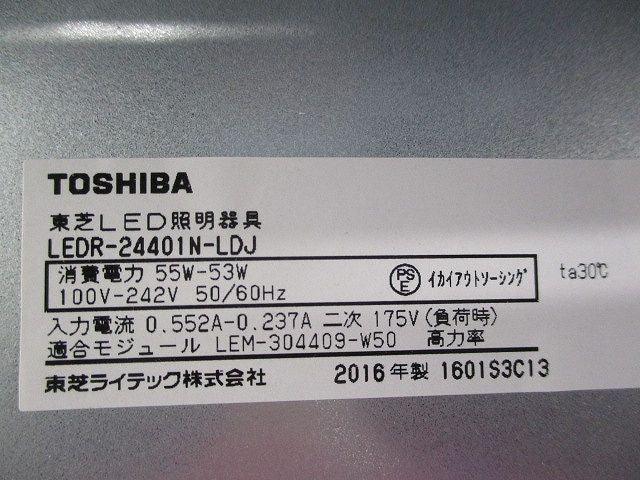 TOSHIBA
東芝LED照明器具
LEDR-24401N-LDJ
消費電力 55W-53W
100V-242V 50/60Hz
PS
E
イカイアウトソーシング
ta30℃
入力電流 0.552A-0.237A 二次 175V(負荷時)
適合モジュール LEM-304409-W50 高力率
東芝ライテック株式会社 2016年製 1601S3C13